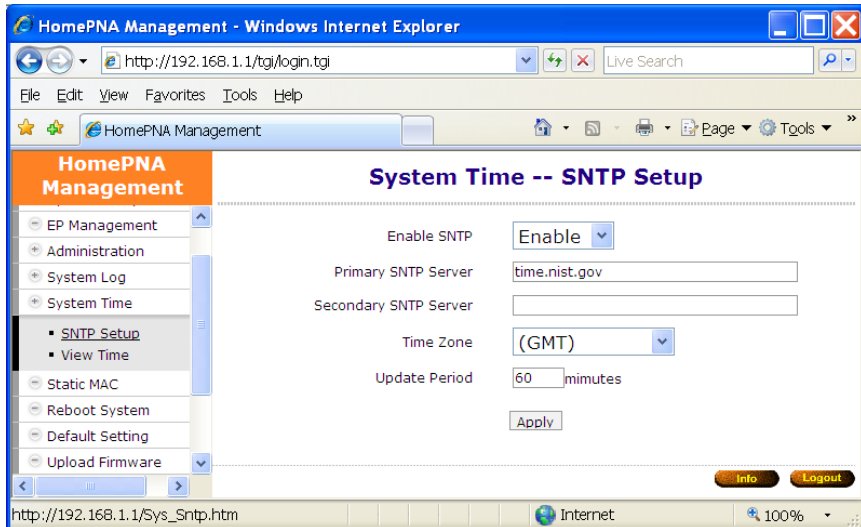 HomePNA Management - Windows Internet Explorer
http://192.168.1.1/tgi/login.tgi
Live Search
File Edit View Favorites Tools Help
HomePNA Management
Page Tools »
HomePNA
Management
EP Management
Administration
System Log
System Time
SNTP Setup
View Time
Static MAC
Reboot System
Default Setting
Upload Firmware
System Time -- SNTP Setup
Enable SNTP Enable
Primary SNTP Server time.nist.gov
Secondary SNTP Server
Time Zone (GMT)
Update Period 60 mimutes
Apply
Info Logout
http://192.168.1.1/Sys_Sntp.htm Internet 100%